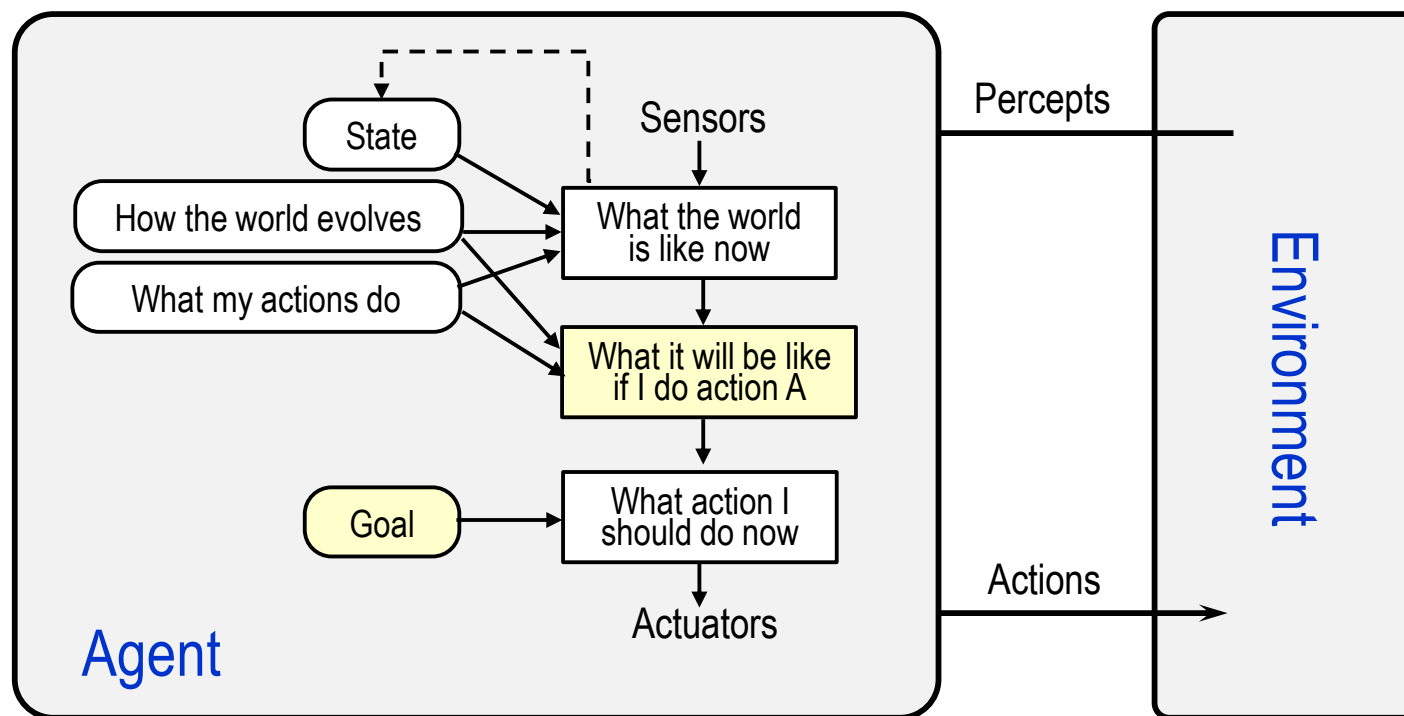 State
Sensors
Percepts
How the world evolves
What the world
is like now
What my actions do
What it will be like
if I do action A
Goal
What action I
should do now
Actuators
Actions
Agent
Environment